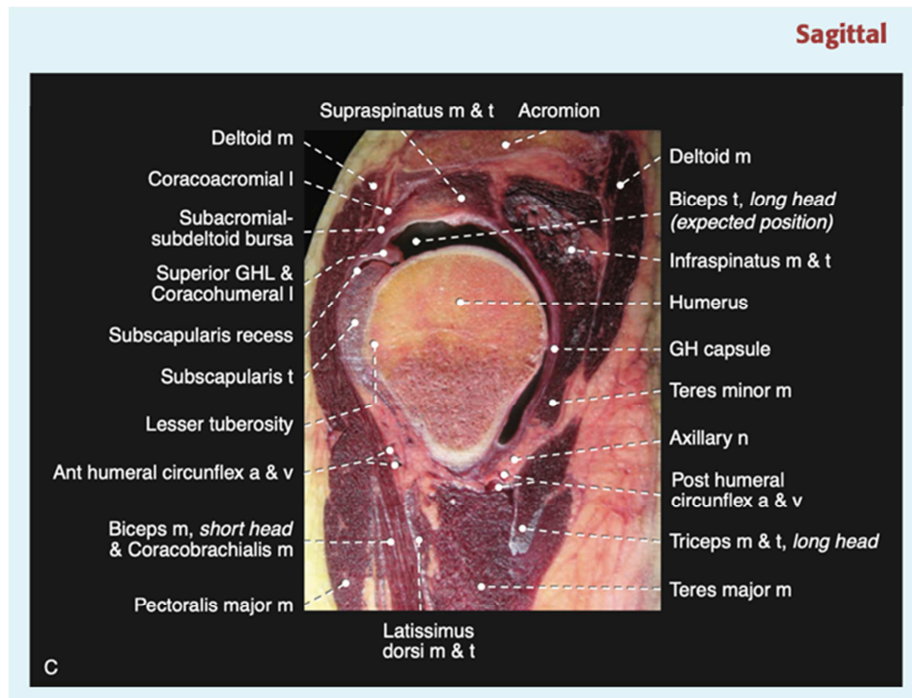 Sagittal
Supraspinatus m & t
Acromion
Deltoid m
Coracoacromial l
Subacromial-
subdeltoid bursa
Superior GHL &
Coracohumeral l
Subscapularis recess
Subscapularis t
Lesser tuberosity
Ant humeral circunflex a & v
Biceps m, short head
& Coracobrachialis m
Pectoralis major m
Latissimus
dorsi m & t
Deltoid m
Biceps t, long head
(expected position)
Infraspinatus m & t
Humerus
GH capsule
Teres minor m
Axillary n
Post humeral
circunflex a & v
Triceps m & t, long head
Teres major m
C